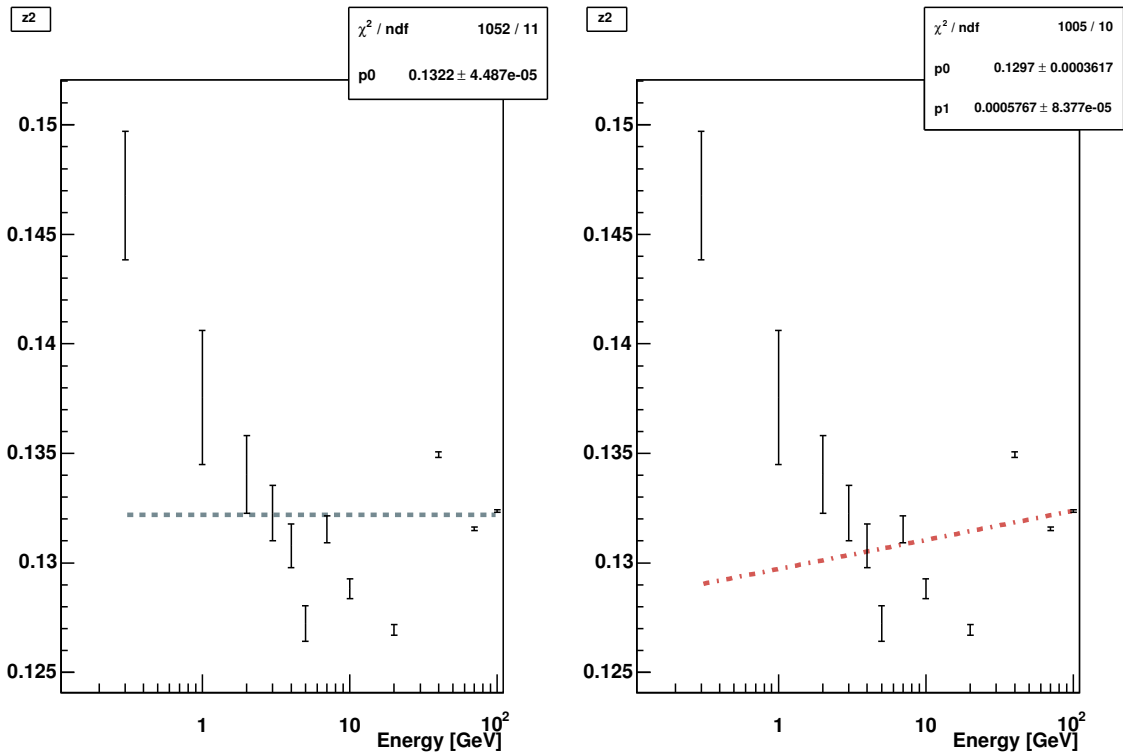 z2
χ² / ndf 1052 / 11
p0 0.1322 ± 4.487e-05
0.15
0.145
0.14
0.135
0.13
0.125
1 10 10²
Energy [GeV]
z2
χ² / ndf 1005 / 10
p0 0.1297 ± 0.0003617
p1 0.0005767 ± 8.377e-05
0.15
0.145
0.14
0.135
0.13
0.125
1 10 10²
Energy [GeV]